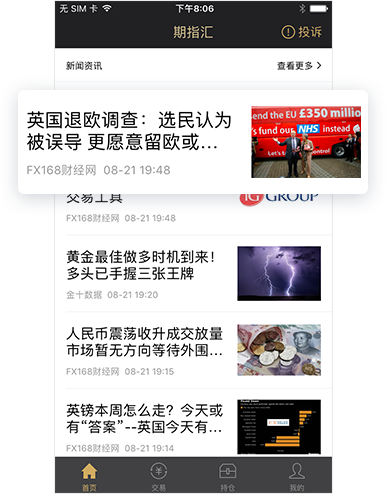 无 SIM 卡
下午8:06
期指汇
投诉
新闻资讯
查看更多
英国退欧调查：选民认为
被误导 更愿意留欧或...
FX168财经网 08-21 19:48
send the EU £350 million
fund our NHS instead
交易工具
FX168财经网 08-21 19:48
IG GROUP
黄金最佳做多时机到来！
多头已手握三张王牌
金十数据 08-21 19:20
人民币震荡收升成交放量
市场暂无方向等待外围...
FX168财经网 08-21 19:15
英镑本周怎么走？今天或
有“答案”--英国今天有...
FX168财经网 08-21 19:14
首页
交易
持仓
我的